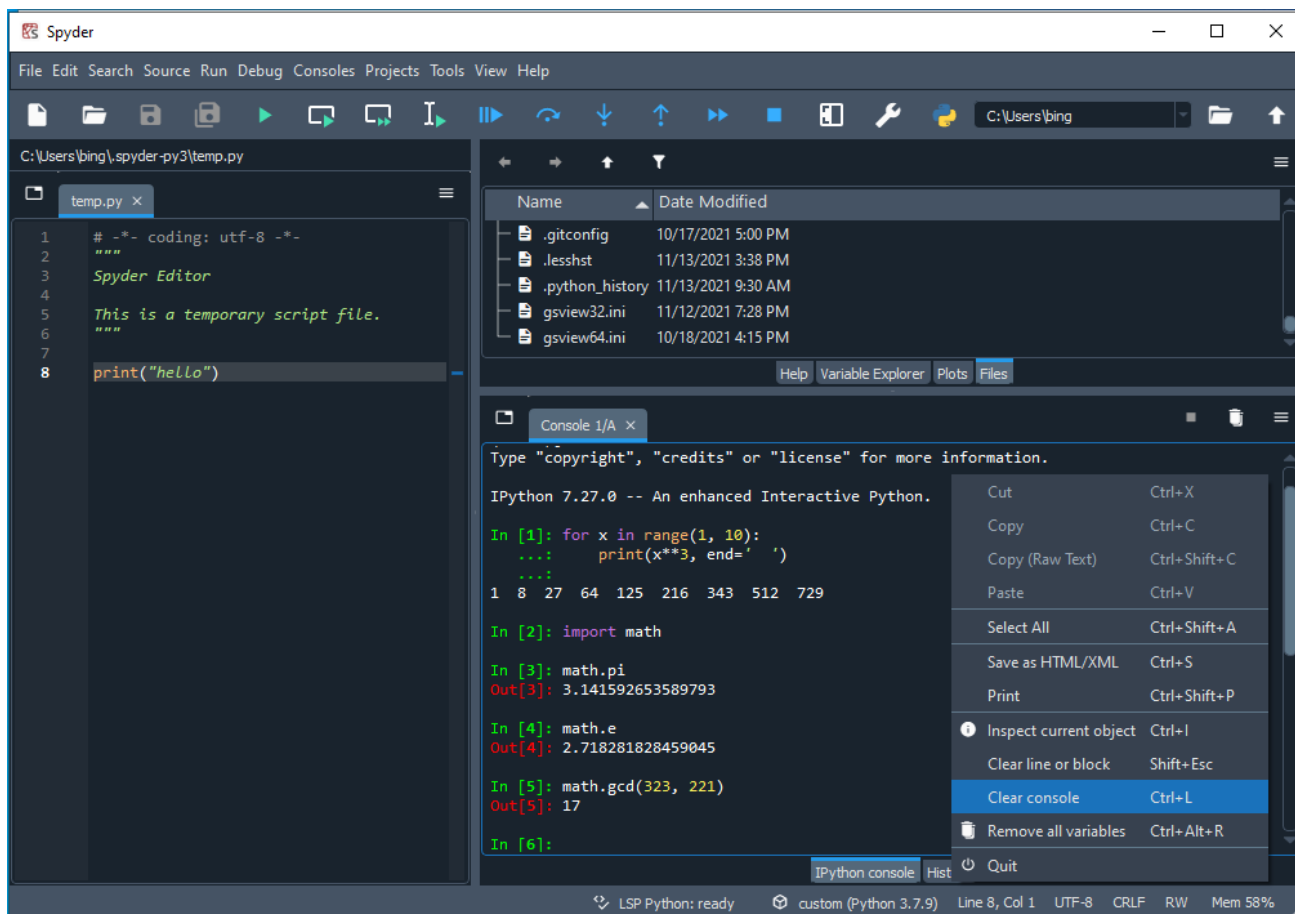 Spyder
File Edit Search Source Run Debug Consoles Projects Tools View Help
C:\Users\bing
C:\Users\bing\.spyder-py3\temp.py
temp.py
1 # -*- coding: utf-8 -*-
2 """
3 Spyder Editor
4
5 This is a temporary script file.
6 """
7
8 print("hello")
Name Date Modified
.gitconfig 10/17/2021 5:00 PM
.lesshst 11/13/2021 3:38 PM
.python_history 11/13/2021 9:30 AM
gsview32.ini 11/12/2021 7:28 PM
gsview64.ini 10/18/2021 4:15 PM
Help Variable Explorer Plots Files
Console 1/A
Type "copyright", "credits" or "license" for more information.
IPython 7.27.0 -- An enhanced Interactive Python.
In [1]: for x in range(1, 10):
   ...:     print(x**3, end='  ')
   ...:
1  8  27  64  125  216  343  512  729
In [2]: import math
In [3]: math.pi
Out[3]: 3.141592653589793
In [4]: math.e
Out[4]: 2.718281828459045
In [5]: math.gcd(323, 221)
Out[5]: 17
In [6]:
Cut Ctrl+X
Copy Ctrl+C
Copy (Raw Text) Ctrl+Shift+C
Paste Ctrl+V
Select All Ctrl+Shift+A
Save as HTML/XML Ctrl+S
Print Ctrl+Shift+P
Inspect current object Ctrl+I
Clear line or block Shift+Esc
Clear console Ctrl+L
Remove all variables Ctrl+Alt+R
Quit
IPython console Hist
LSP Python: ready custom (Python 3.7.9) Line 8, Col 1 UTF-8 CRLF RW Mem 58%